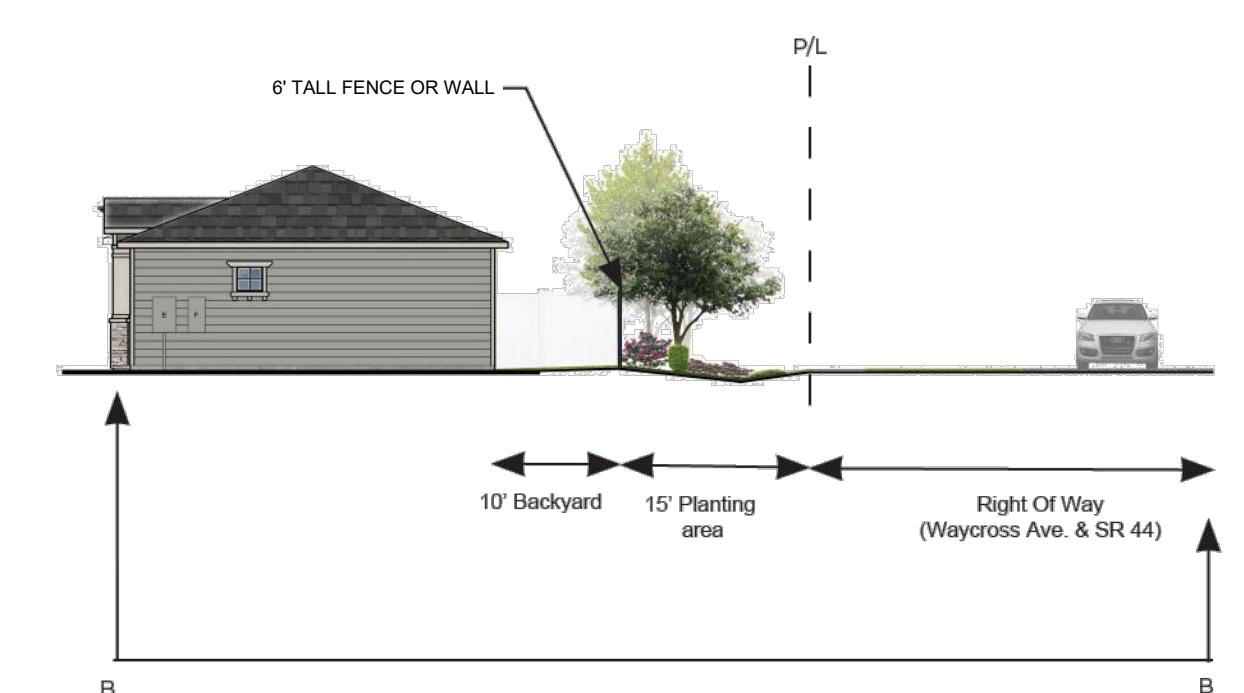 P/L
6' TALL FENCE OR WALL
E
P
10' Backyard
15' Planting
area
Right Of Way
(Waycross Ave. & SR 44)
B
B